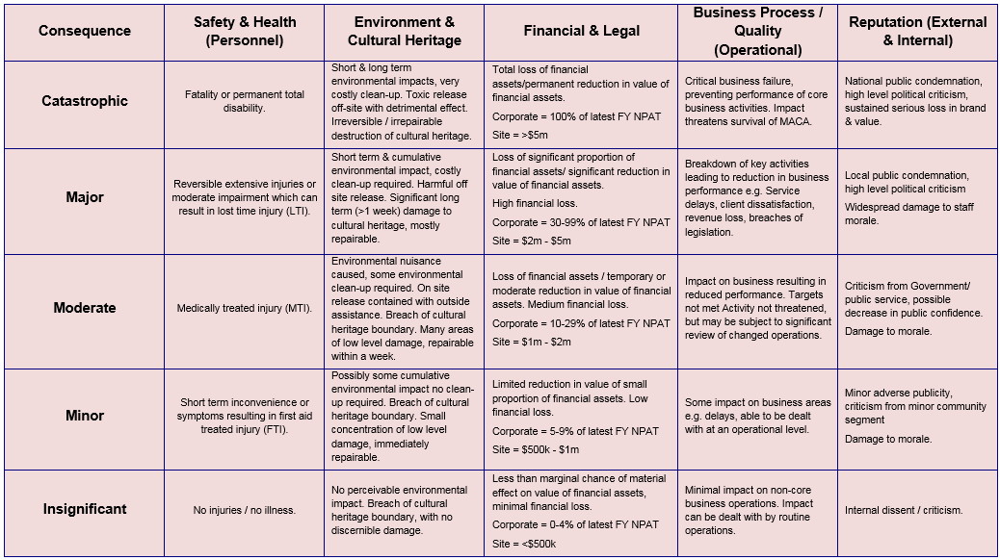 Consequence
Safety & Health
(Personnel)
Environment &
Cultural Heritage
Financial & Legal
Business Process /
Quality
(Operational)
Reputation (External
& Internal)
Catastrophic
Fatality or permanent total
disability.
Short & long term
environmental impacts, very
costly clean-up. Toxic release
off-site with detrimental effect.
Irreversible / irrepairable
destruction of cultural heritage.
Total loss of financial
assets/permanent reduction in value of
financial assets.
Corporate = 100% of latest FY NPAT
Site = >$5m
Critical business failure,
preventing performance of core
business activities. Impact
threatens survival of MACA.
National public condemnation,
high level political criticism,
sustained serious loss in brand
& value.
Major
Reversible extensive injuries or
moderate impairment which can
result in lost time injury (LTI).
Short term & cumulative
environmental impact, costly
clean-up required. Harmful off
site release. Significant long
term (>1 week) damage to
cultural heritage, mostly
repairable.
Loss of significant proportion of
financial assets/ significant reduction in
value of financial assets.
High financial loss.
Corporate = 30-99% of latest FY NPAT
Site = $2m - $5m
Breakdown of key activities
leading to reduction in business
performance e.g. Service
delays, client dissatisfaction,
revenue loss, breaches of
legislation.
Local public condemnation,
high level political criticism
Widespread damage to staff
morale.
Moderate
Medically treated injury (MTI).
Environmental nuisance
caused, some environmental
clean-up required. On site
release contained with outside
assistance. Breach of cultural
heritage boundary. Many areas
of low level damage, repairable
within a week.
Loss of financial assets / temporary or
moderate reduction in value of financial
assets. Medium financial loss.
Corporate = 10-29% of latest FY NPAT
Site = $1m - $2m
Impact on business resulting in
reduced performance. Targets
not met Activity not threatened,
but may be subject to significant
review of changed operations.
Criticism from Government/
public service, possible
decrease in public confidence.
Damage to morale.
Minor
Short term inconvenience or
symptoms resulting in first aid
treated injury (FTI).
Possibly some cumulative
environmental impact no clean-
up required. Breach of cultural
heritage boundary. Small
concentration of low level
damage, immediately
repairable.
Limited reduction in value of small
proportion of financial assets. Low
financial loss.
Corporate = 5-9% of latest FY NPAT
Site = $500k - $1m
Some impact on business areas
e.g. delays, able to be dealt
with at an operational level.
Minor adverse publicity,
criticism from minor community
segment
Damage to morale.
Insignificant
No injuries / no illness.
No perceivable environmental
impact. Breach of cultural
heritage boundary, with no
discernible damage.
Less than marginal chance of material
effect on value of financial assets,
minimal financial loss.
Corporate = 0-4% of latest FY NPAT
Site = <$500k
Minimal impact on non-core
business operations. Impact
can be dealt with by routine
operations.
Internal dissent / criticism.